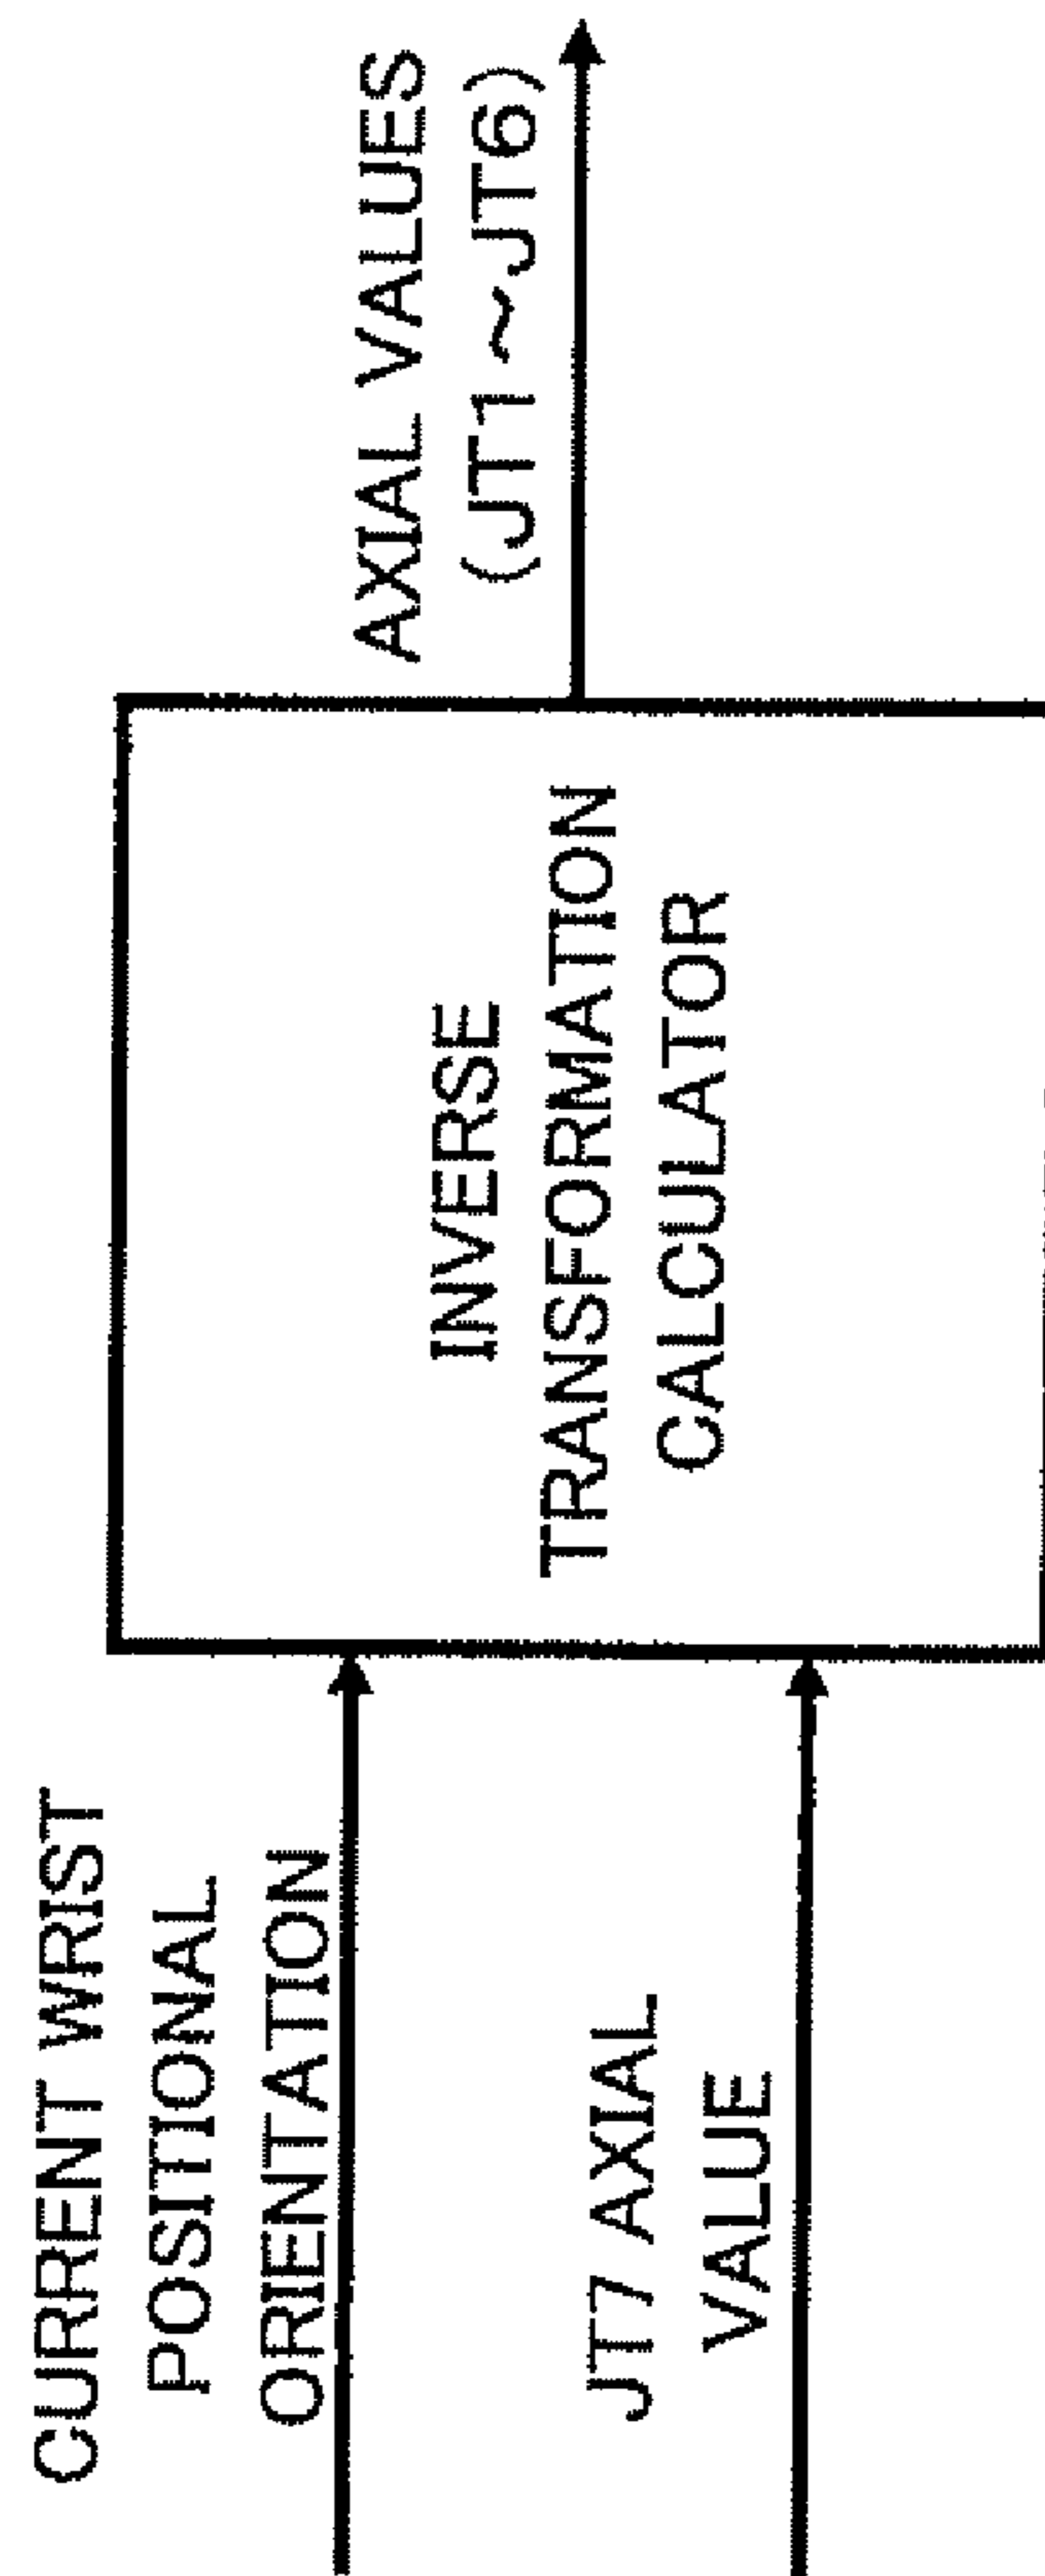 CURRENT WRIST
POSITIONAL
ORIENTATION
JT7 AXIAL
VALUE
INVERSE
TRANSFORMATION
CALCULATOR
AXIAL VALUES
(JT1~JT6)